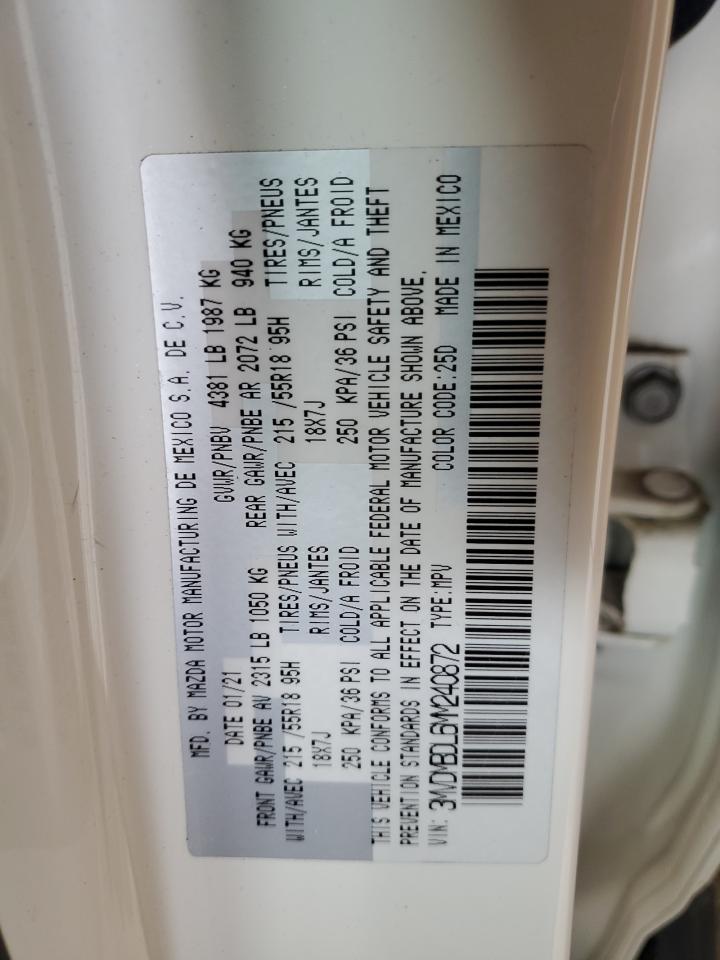 MFD. BY MAZDA MOTOR MANUFACTURING DE MEXICO S.A. DE C.V.
DATE 01/21 GVWR/PNBV 4381 LB 1987 KG
FRONT GAWR/PNBE AV 2315 LB 1050 KG REAR GAWR/PNBE AR 2072 LB 940 KG
WITH/AVEC 215 /55R18 95H TIRES/PNEUS WITH/AVEC 215 /55R18 95H TIRES/PNEUS
18X7J RIMS/JANTES 18X7J RIMS/JANTES
250 KPA/36 PSI COLD/A FROID 250 KPA/36 PSI COLD/A FROID
THIS VEHICLE CONFORMS TO ALL APPLICABLE FEDERAL MOTOR VEHICLE SAFETY AND THEFT
PREVENTION STANDARDS IN EFFECT ON THE DATE OF MANUFACTURE SHOWN ABOVE.
VIN: 3MVDMBDL6MM240872 TYPE:MPV COLOR CODE:25D MADE IN MEXICO